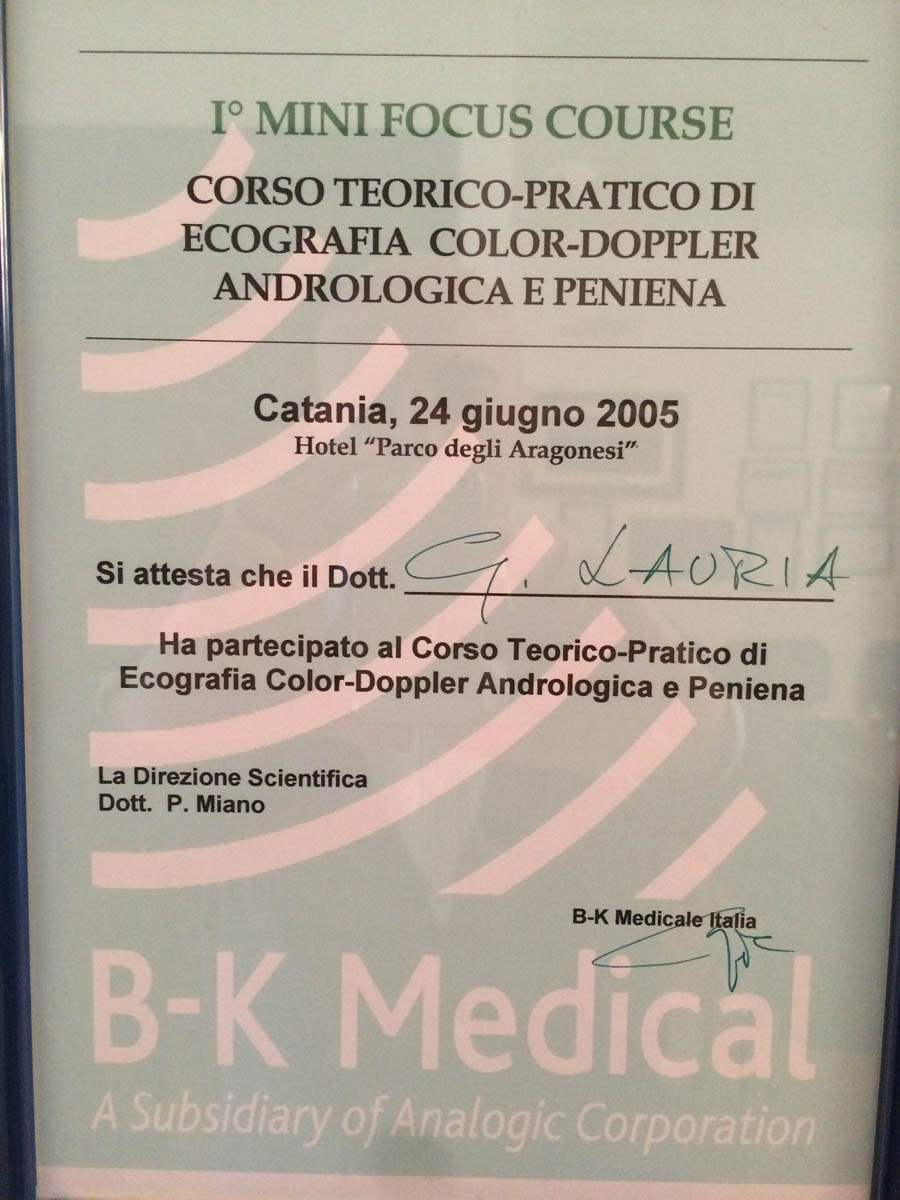 I° MINI FOCUS COURSE
CORSO TEORICO-PRATICO DI
ECOGRAFIA COLOR-DOPPLER
ANDROLOGICA E PENIENA
Catania, 24 giugno 2005
Hotel “Parco degli Aragonesi”
Si attesta che il Dott. G. LAURIA
Ha partecipato al Corso Teorico-Pratico di
Ecografia Color-Doppler Andrologica e Peniena
La Direzione Scientifica
Dott. P. Miano
B-K Medicale Italia
B-K Medical
A Subsidiary of Analogic Corporation